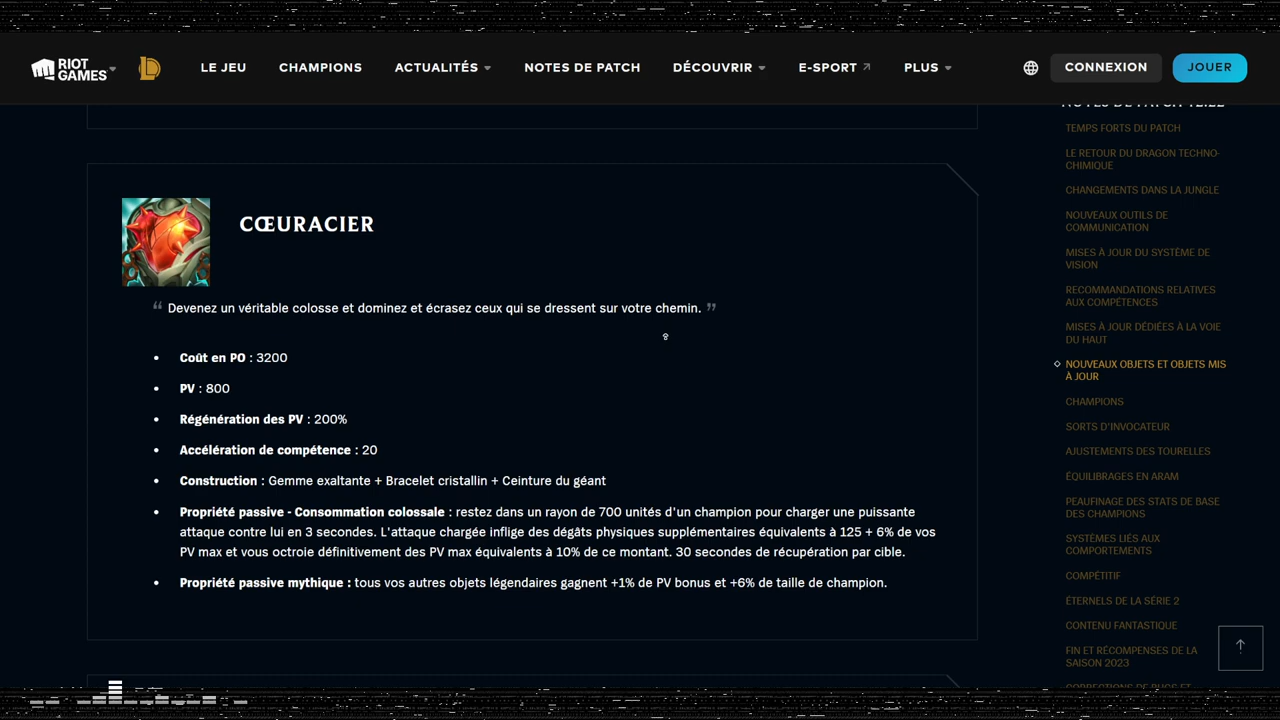 RIOT GAMES
LE JEU
CHAMPIONS
ACTUALITÉS
NOTES DE PATCH
DÉCOUVRIR
E-SPORT
PLUS
CONNEXION
JOUER
CŒURACIER
“ Devenez un véritable colosse et dominez et écrasez ceux qui se dressent sur votre chemin. ”
• Coût en PO : 3200
• PV : 800
• Régénération des PV : 200%
• Accélération de compétence : 20
• Construction : Gemme exaltante + Bracelet cristallin + Ceinture du géant
• Propriété passive - Consommation colossale : restez dans un rayon de 700 unités d'un champion pour charger une puissante
attaque contre lui en 3 secondes. L'attaque chargée inflige des dégâts physiques supplémentaires équivalents à 125 + 6% de vos
PV max et vous octroie définitivement des PV max équivalents à 10% de ce montant. 30 secondes de récupération par cible.
• Propriété passive mythique : tous vos autres objets légendaires gagnent +1% de PV bonus et +6% de taille de champion.
NOTES DE PATCH
TEMPS FORTS DU PATCH
LE RETOUR DU DRAGON TECHNO-
CHIMIQUE
CHANGEMENTS DANS LA JUNGLE
NOUVEAUX OUTILS DE
COMMUNICATION
MISES À JOUR DU SYSTÈME DE
VISION
RECOMMANDATIONS RELATIVES
AUX COMPÉTENCES
MISES À JOUR DÉDIÉES À LA VOIE
DU HAUT
NOUVEAUX OBJETS ET OBJETS MIS
À JOUR
CHAMPIONS
SORTS D'INVOCATEUR
AJUSTEMENTS DES TOURELLES
ÉQUILIBRAGES EN ARAM
PEAUFINAGE DES STATS DE BASE
DES CHAMPIONS
SYSTÈMES LIÉS AUX
COMPORTEMENTS
COMPÉTITIF
ÉTERNELS DE LA SÉRIE 2
CONTENU FANTASTIQUE
FIN ET RÉCOMPENSES DE LA
SAISON 2023